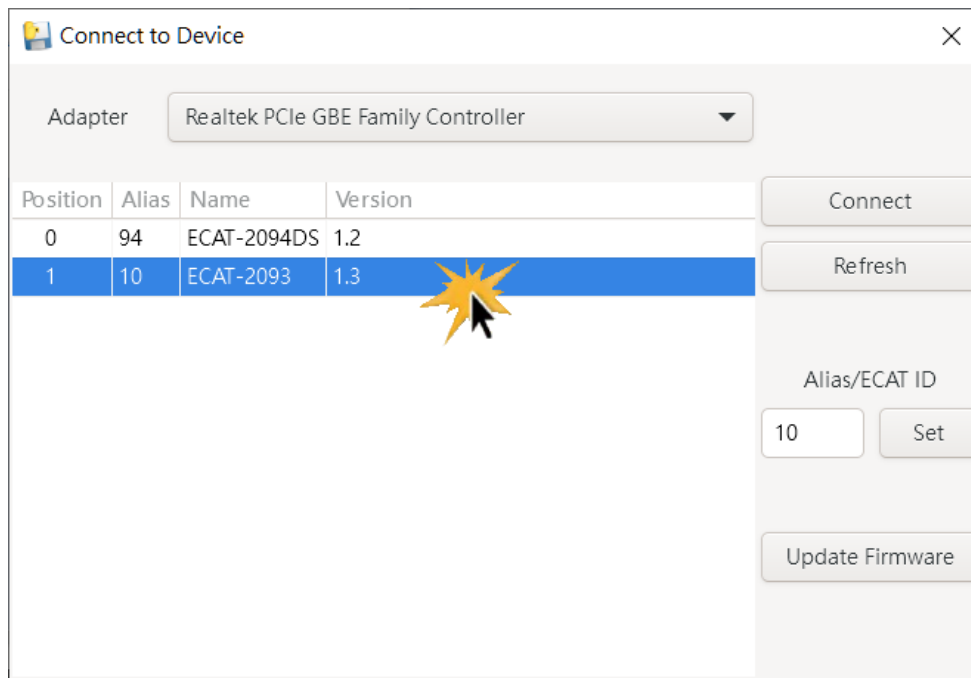 Connect to Device
Adapter Realtek PCIe GBE Family Controller
Position Alias Name Version
0 94 ECAT-2094DS 1.2
1 10 ECAT-2093 1.3
Connect
Refresh
Alias/ECAT ID
10 Set
Update Firmware